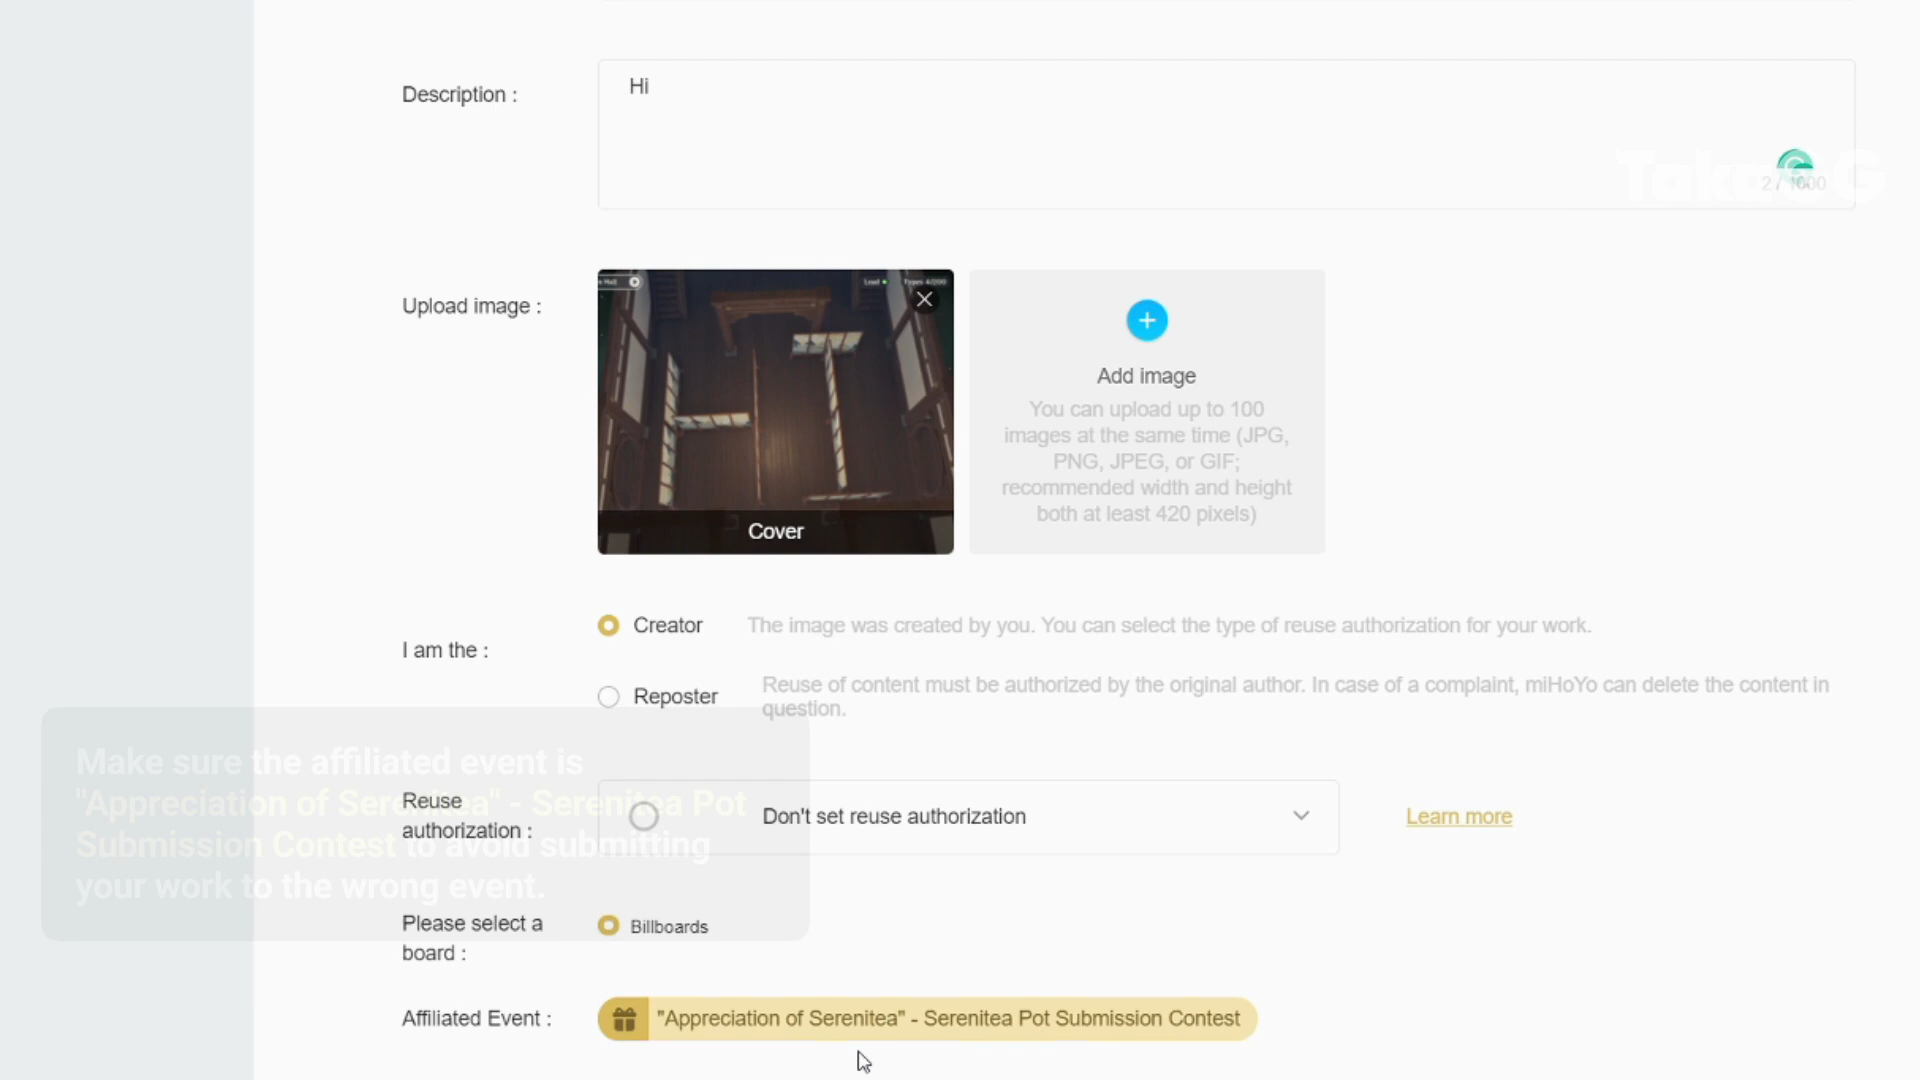 Description :
Hi
2 / 1000
TakaGG
Upload image :
Load
Types 4/200
Cover
Add image
You can upload up to 100
images at the same time (JPG,
PNG, JPEG, or GIF;
recommended width and height
both at least 420 pixels)
I am the :
Creator
The image was created by you. You can select the type of reuse authorization for your work.
Reposter
Reuse of content must be authorized by the original author. In case of a complaint, miHoYo can delete the content in
question.
Make sure the affiliated event is
"Appreciation of Serenitea" - Serenitea Pot
Submission Contest to avoid submitting
your work to the wrong event.
Reuse
authorization :
Don't set reuse authorization
Learn more
Please select a
board :
Billboards
Affiliated Event :
"Appreciation of Serenitea" - Serenitea Pot Submission Contest